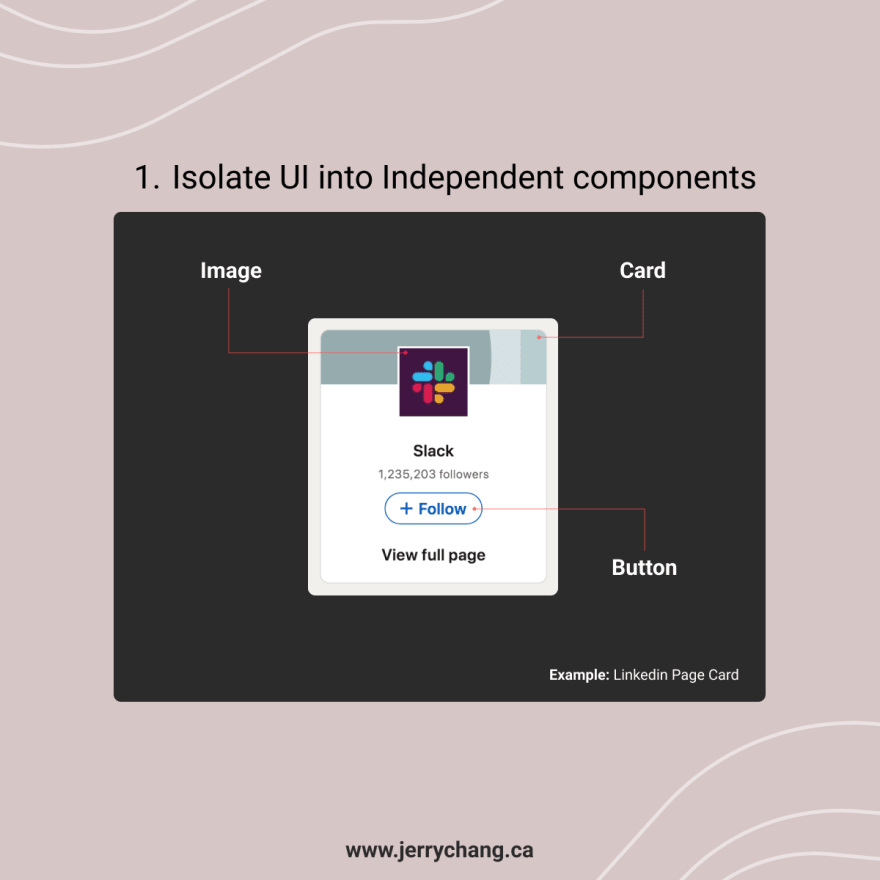 1. Isolate UI into Independent components
Image
Card
Slack
1,235,203 followers
+ Follow
View full page
Button
Example: Linkedin Page Card
www.jerrychang.ca